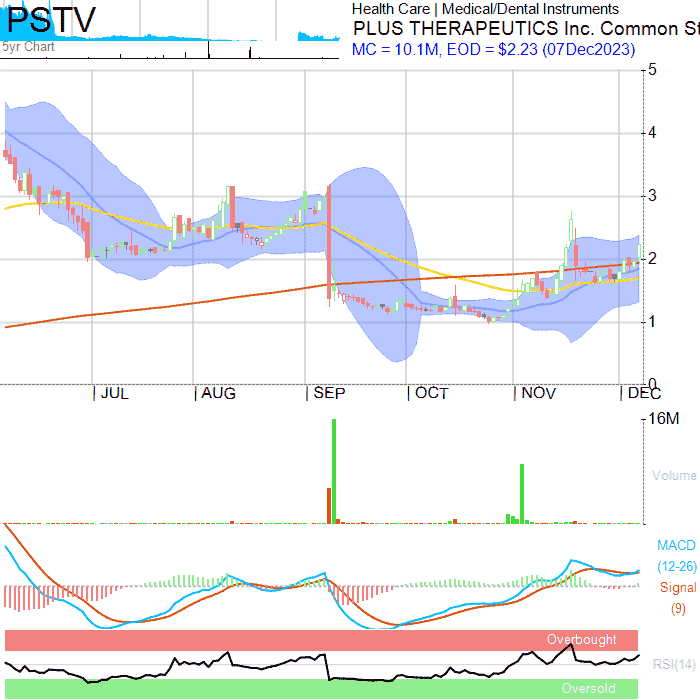 PSTV
5yr Chart
Health Care | Medical/Dental Instruments
PLUS THERAPEUTICS Inc. Common St
MC = 10.1M, EOD = $2.23 (07Dec2023)
5
4
3
2
1
0
JUL AUG SEP OCT NOV DEC
16M
Volume
MACD
(12-26)
Signal
(9)
Overbought
RSI(14)
Oversold